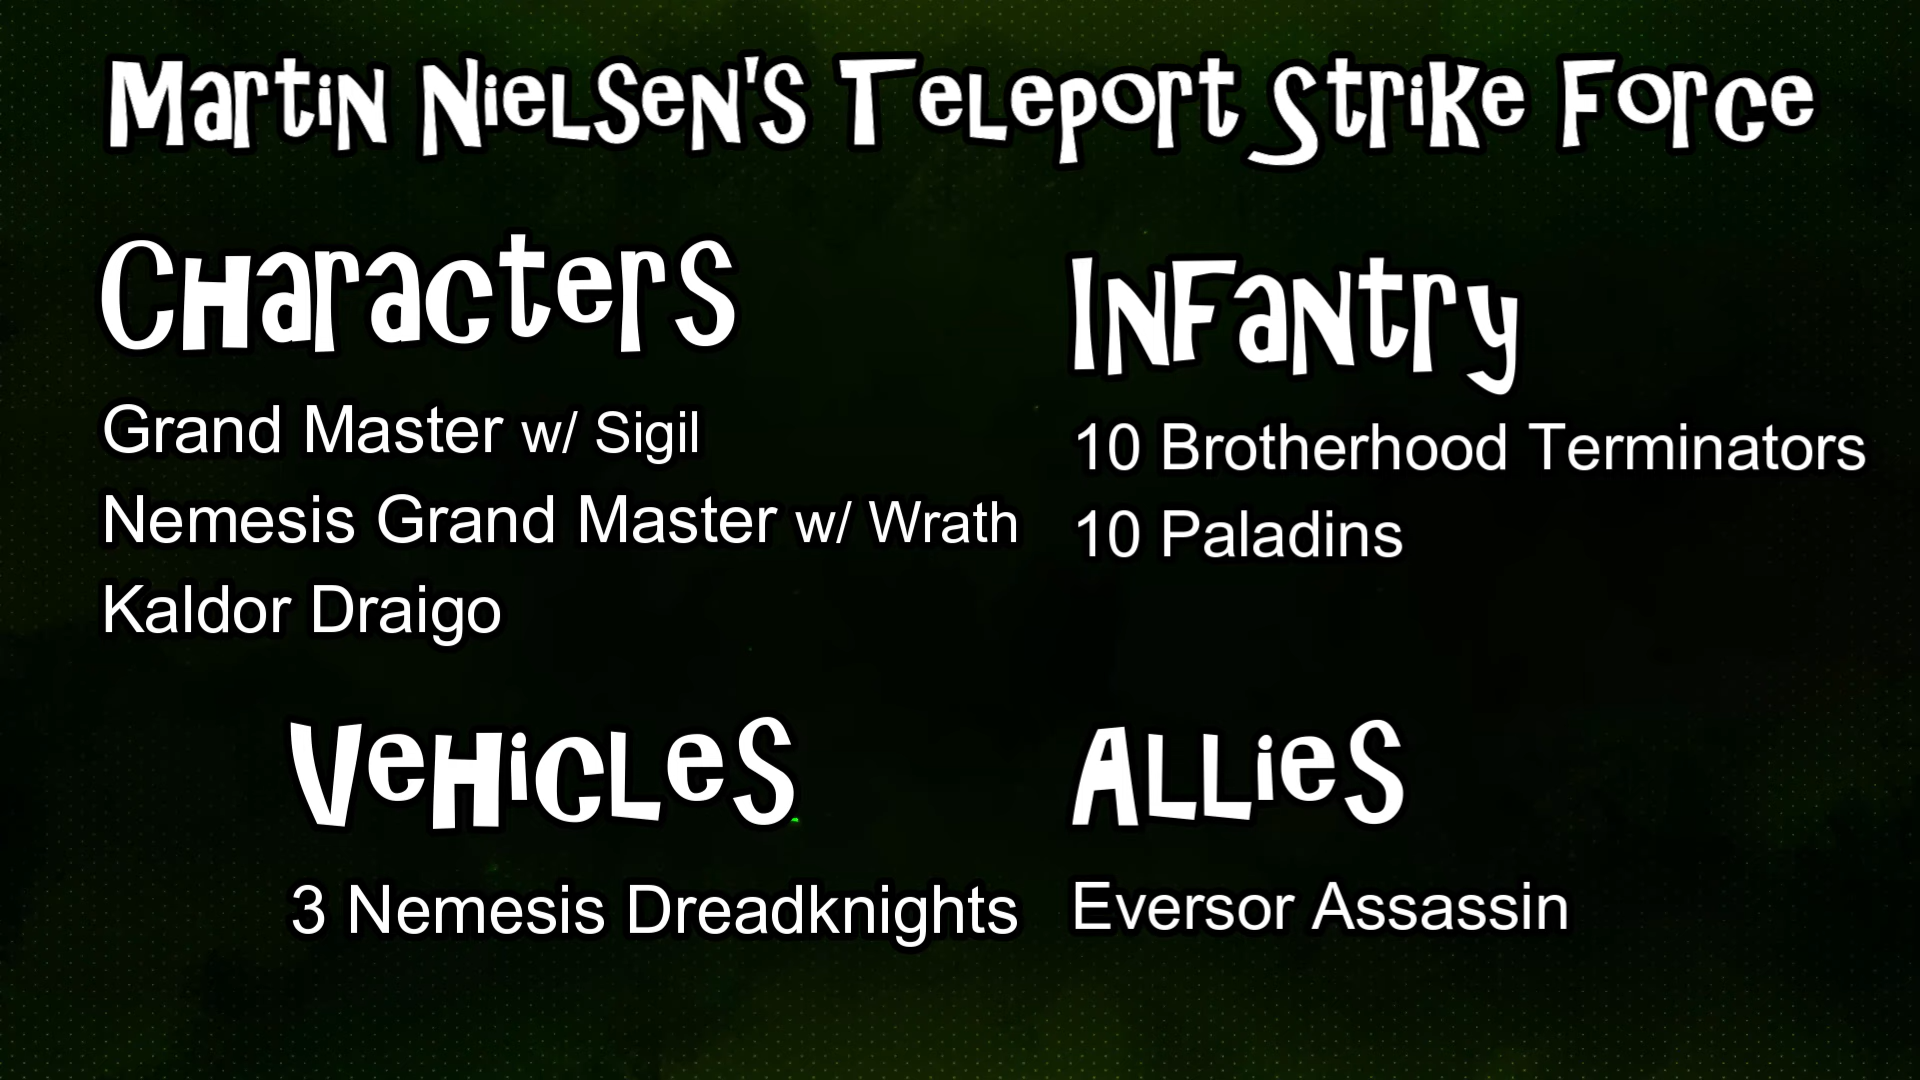 Martin Nielsen's Teleport Strike Force
Characters
Grand Master w/ Sigil
Nemesis Grand Master w/ Wrath
Kaldor Draigo
Infantry
10 Brotherhood Terminators
10 Paladins
Vehicles
3 Nemesis Dreadknights
Allies
Eversor Assassin